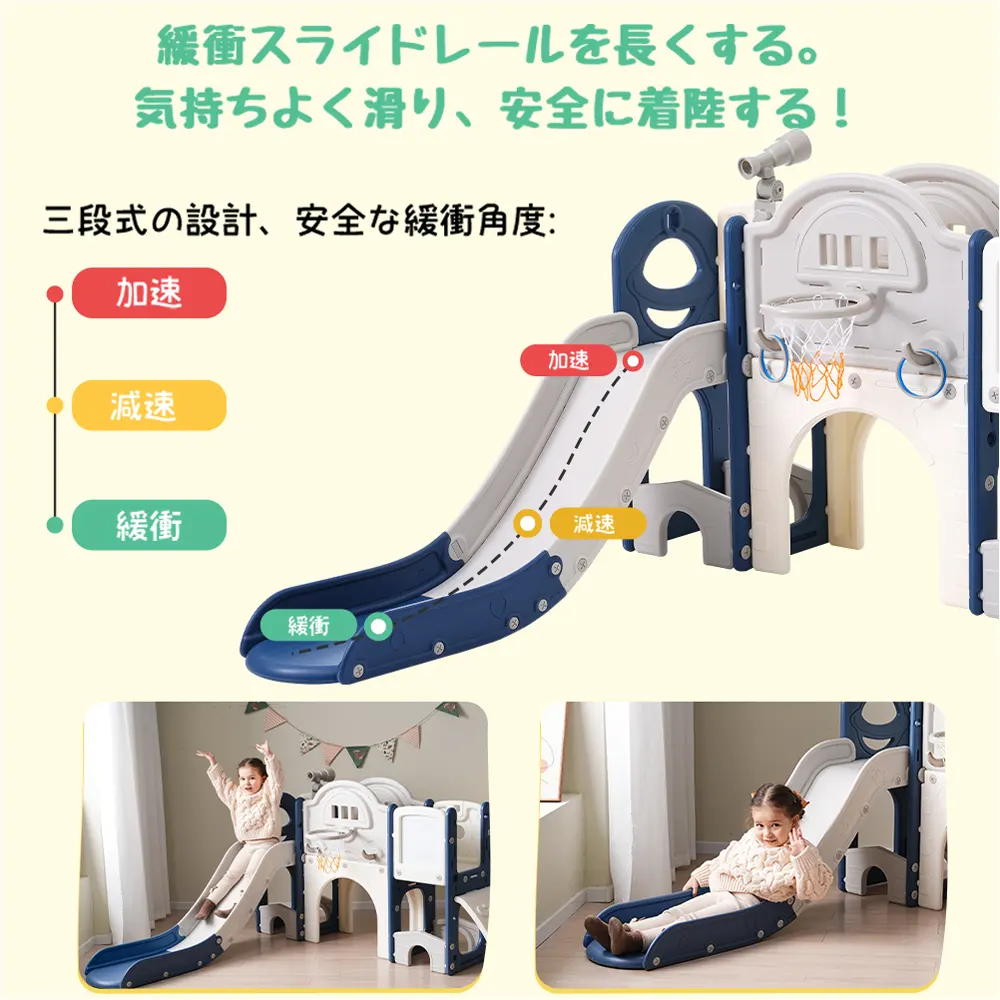 緩衝スライドレールを長くする。
気持ちよく滑り、安全に着陸する！
三段式の設計、安全な緩衝角度:
加速
減速
緩衝
加速
減速
緩衝